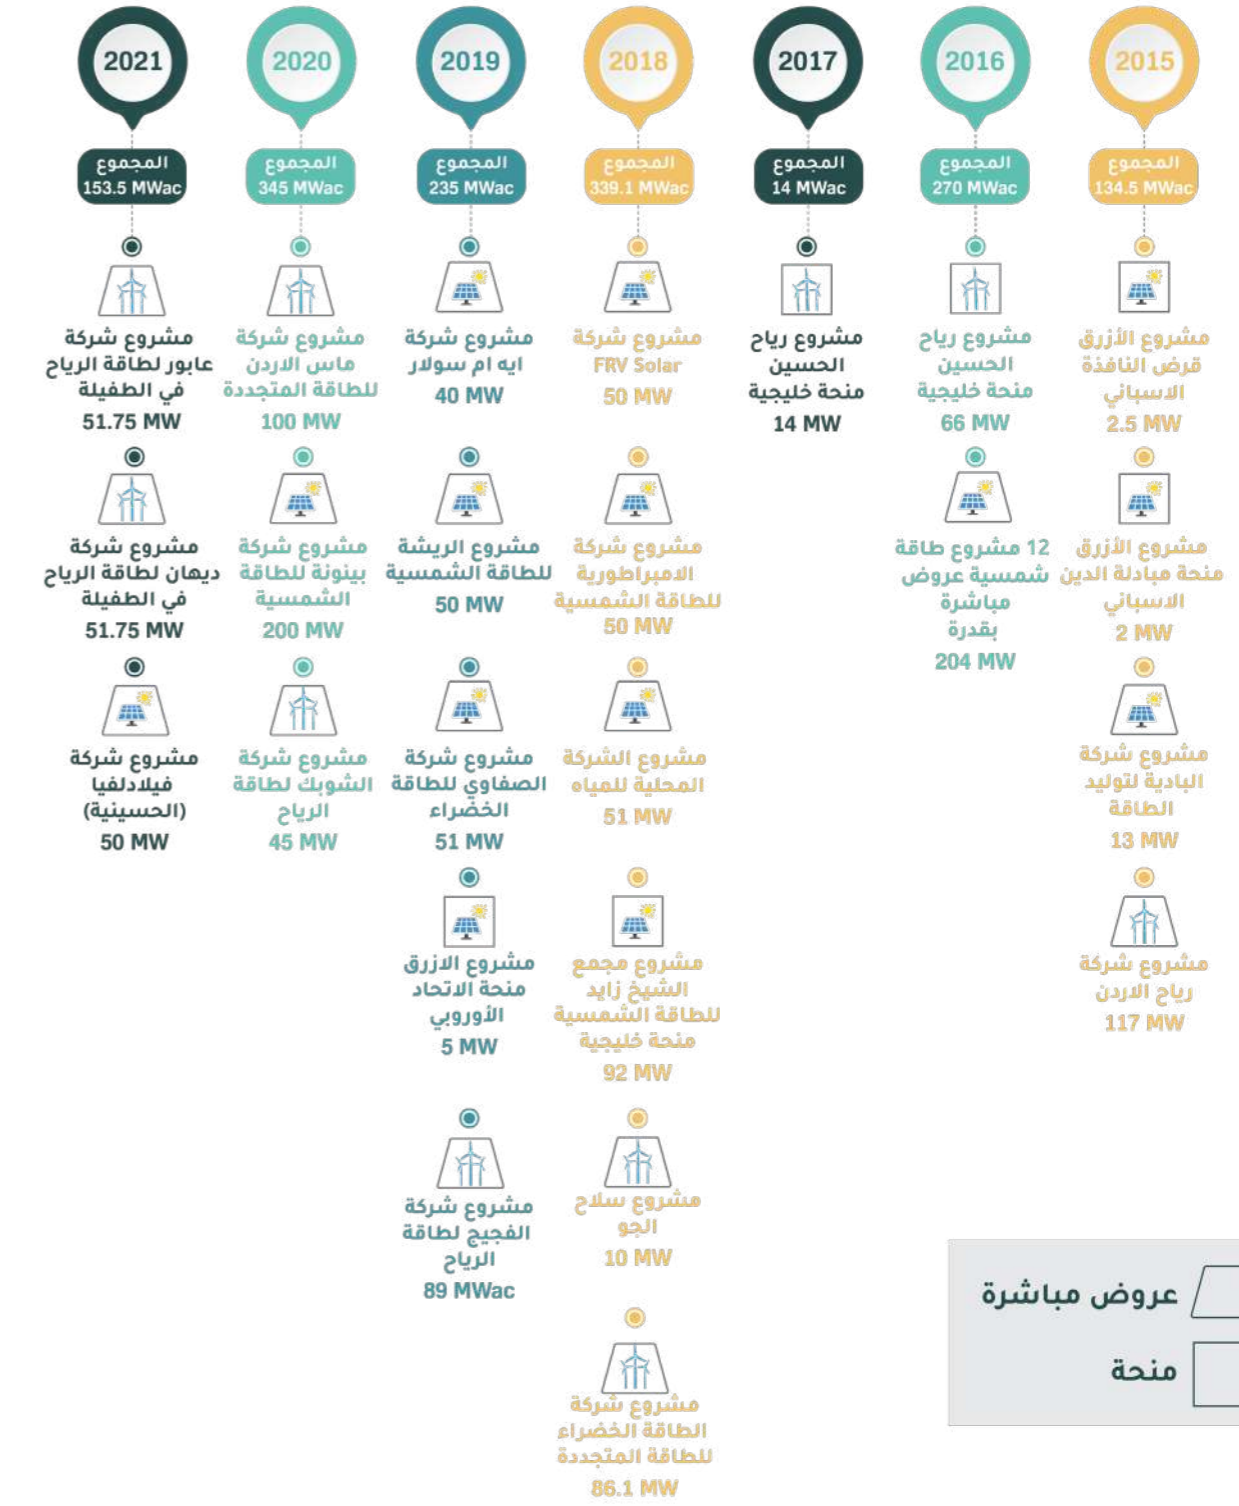 2015
المجموع
134.5 MWac
مشروع الأزرق
قرض النافذة
الاسباني
2.5 MW
مشروع الأزرق
منحة مبادلة الدين
الاسباني
2 MW
مشروع شركة
البادية لتوليد
الطاقة
13 MW
مشروع شركة
رياح الاردن
117 MW
2016
المجموع
270 MWac
مشروع رياح
الحسين
منحة خليجية
66 MW
12 مشروع طاقة
شمسية عروض
مباشرة
بقدرة
204 MW
2017
المجموع
14 MWac
مشروع رياح
الحسين
منحة خليجية
14 MW
2018
المجموع
339.1 MWac
مشروع شركة
FRV Solar
50 MW
مشروع شركة
الامبراطورية
للطاقة الشمسية
50 MW
مشروع الشركة
المحلية للمياه
51 MW
مشروع مجمع
الشيخ زايد
للطاقة الشمسية
منحة خليجية
92 MW
مشروع سلاح
الجو
10 MW
مشروع شركة
الطاقة الخضراء
للطاقة المتجددة
86.1 MW
2019
المجموع
235 MWac
مشروع شركة
ايه ام سولار
40 MW
مشروع الريشة
للطاقة الشمسية
50 MW
مشروع شركة
الصفاوي للطاقة
الخضراء
51 MW
مشروع الازرق
منحة الاتحاد
الأوروبي
5 MW
مشروع شركة
الفجيج لطاقة
الرياح
89 MWac
2020
المجموع
345 MWac
مشروع شركة
ماس الاردن
للطاقة المتجددة
100 MW
مشروع شركة
بينونة للطاقة
الشمسية
200 MW
مشروع شركة
الشوبك لطاقة
الرياح
45 MW
2021
المجموع
153.5 MWac
مشروع شركة
عابور لطاقة الرياح
في الطفيلة
51.75 MW
مشروع شركة
ديهان لطاقة الرياح
في الطفيلة
51.75 MW
مشروع شركة
فيلادلفيا
(الحسينية)
50 MW
عروض مباشرة
منحة